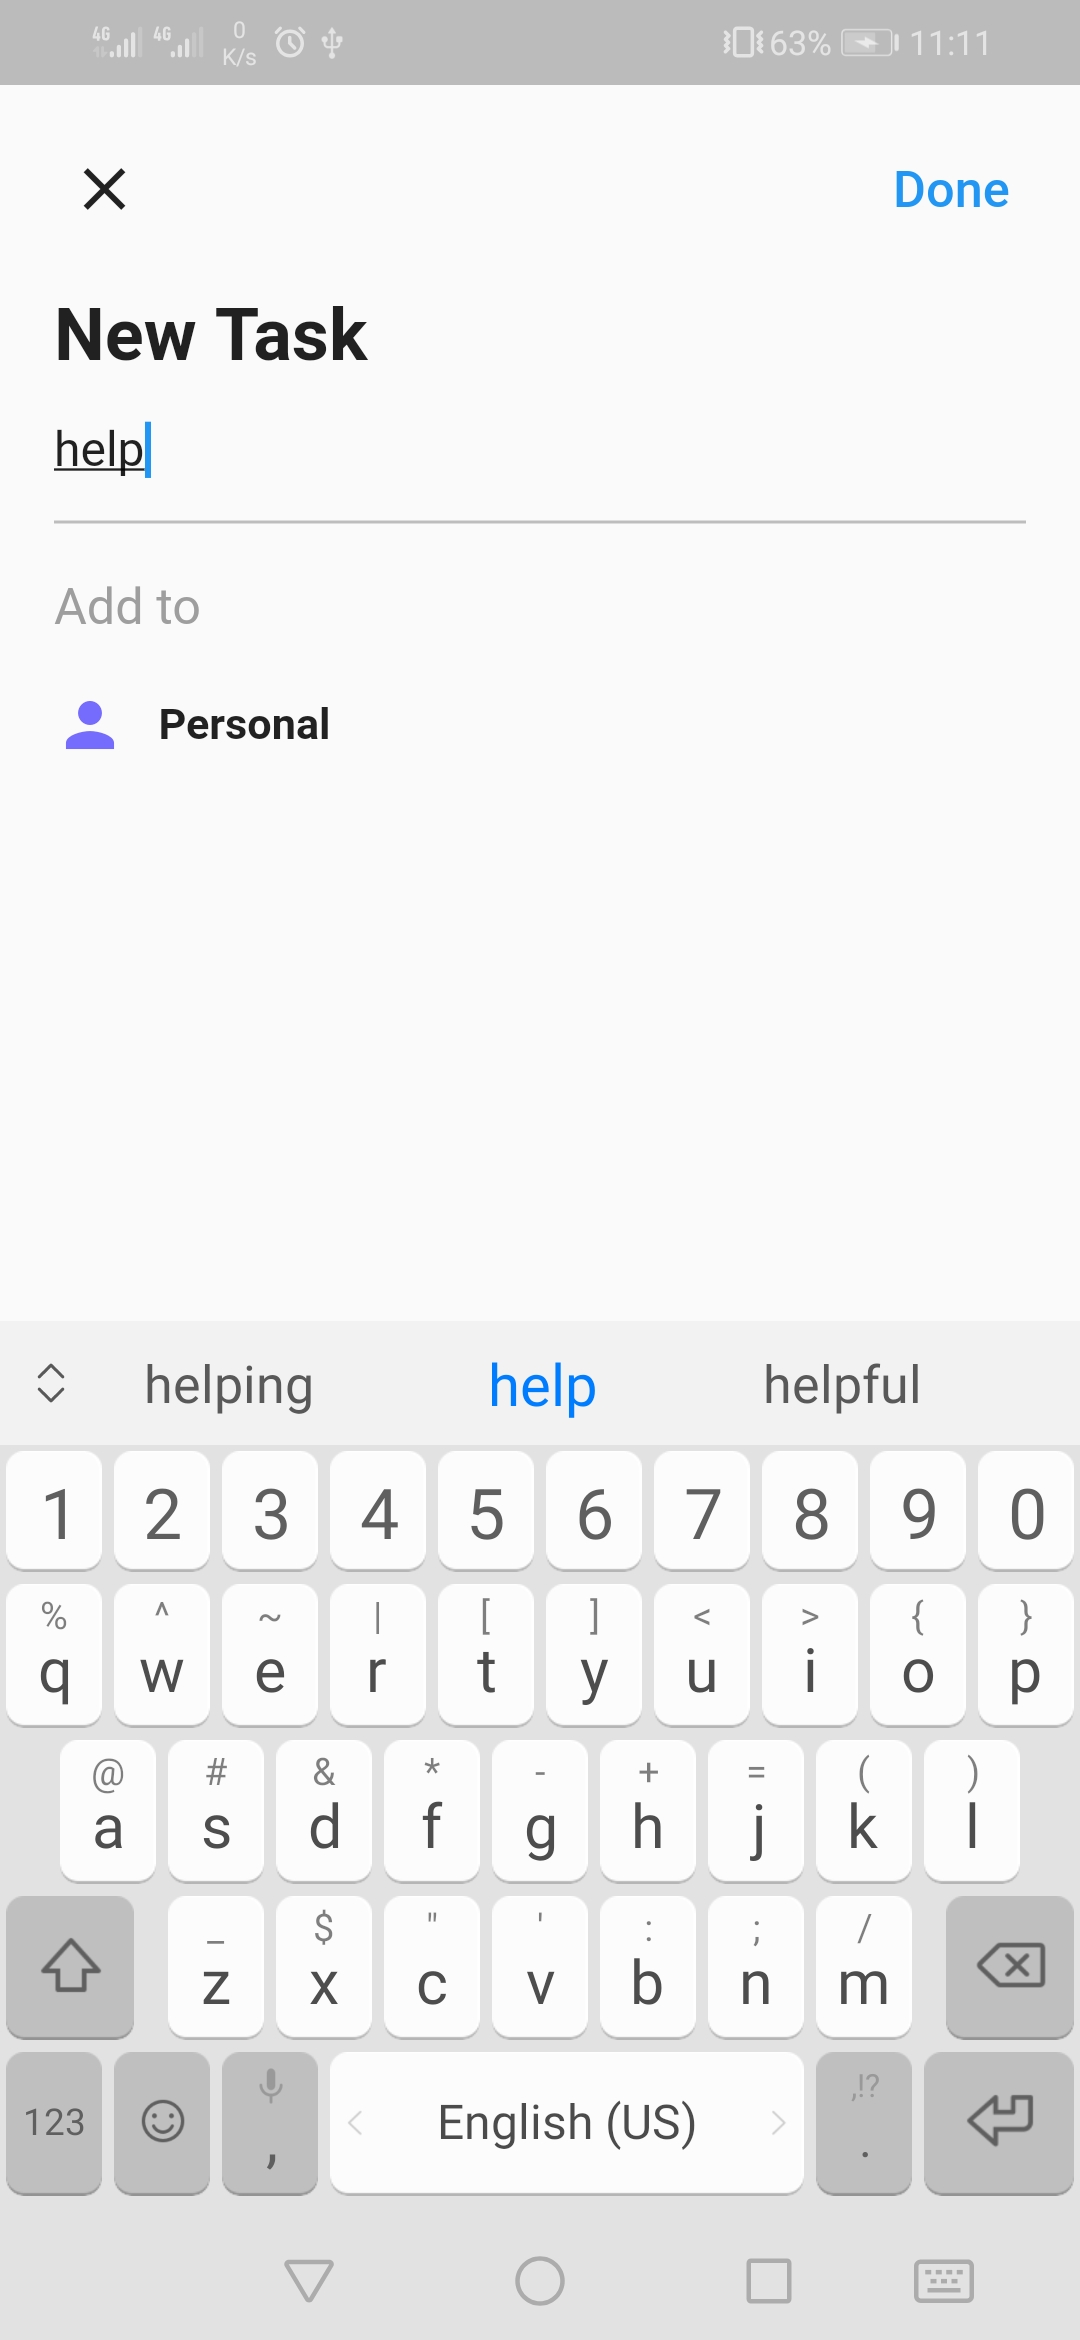 4G 4G 0 K/s 63% 11:11
Done
New Task
help
Add to
Personal
helping help helpful
1 2 3 4 5 6 7 8 9 0
% ^ ~ | [ ] < > { }
q w e r t y u i o p
@ # & * - + = ( )
a s d f g h j k l
_ $ " ' : ; /
z x c v b n m
,!?
123 , English (US) .